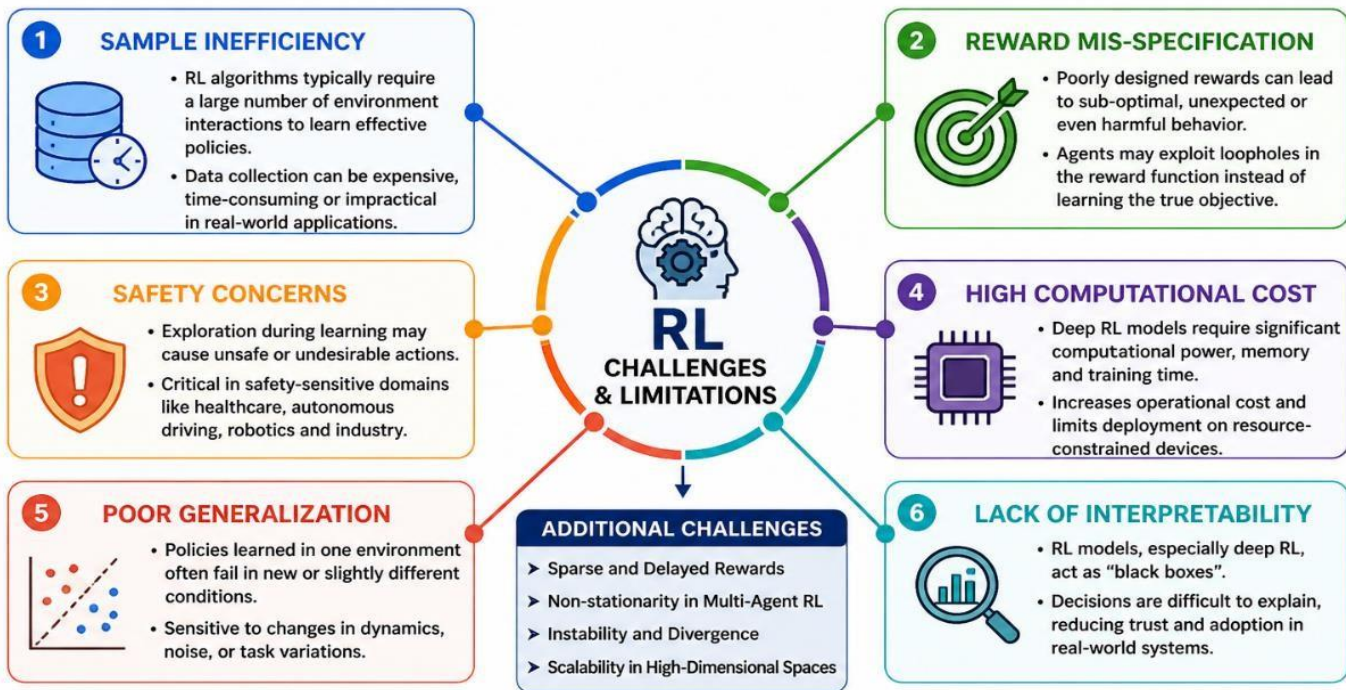 1 SAMPLE INEFFICIENCY
• RL algorithms typically require
a large number of environment
interactions to learn effective
policies.
• Data collection can be expensive,
time-consuming or impractical
in real-world applications.
2 REWARD MIS-SPECIFICATION
• Poorly designed rewards can lead
to sub-optimal, unexpected or
even harmful behavior.
• Agents may exploit loopholes in
the reward function instead of
learning the true objective.
3 SAFETY CONCERNS
• Exploration during learning may
cause unsafe or undesirable actions.
• Critical in safety-sensitive domains
like healthcare, autonomous
driving, robotics and industry.
RL
CHALLENGES
& LIMITATIONS
4 HIGH COMPUTATIONAL COST
• Deep RL models require significant
computational power, memory
and training time.
• Increases operational cost and
limits deployment on resource-
constrained devices.
5 POOR GENERALIZATION
• Policies learned in one environment
often fail in new or slightly different
conditions.
• Sensitive to changes in dynamics,
noise, or task variations.
ADDITIONAL CHALLENGES
➤ Sparse and Delayed Rewards
➤ Non-stationarity in Multi-Agent RL
➤ Instability and Divergence
➤ Scalability in High-Dimensional Spaces
6 LACK OF INTERPRETABILITY
• RL models, especially deep RL,
act as “black boxes”.
• Decisions are difficult to explain,
reducing trust and adoption in
real-world systems.